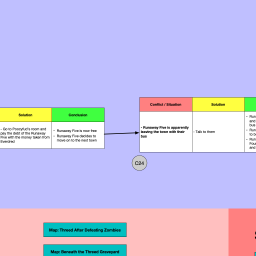 Solution
Conclusion
- Go to Poorytsd's room and
pay the debt of the Runaway
Five with the money taken from
Everdred
- Runaway Five is now free
- Runaway Five decides to
move on to the next town
Conflict / Situation
Solution
- Runaway Five is apparently
leaving the town with their
bus
- Talk to them
C24
Map: Threed After Defeating Zombies
Map: Beneath the Threed Graveyard